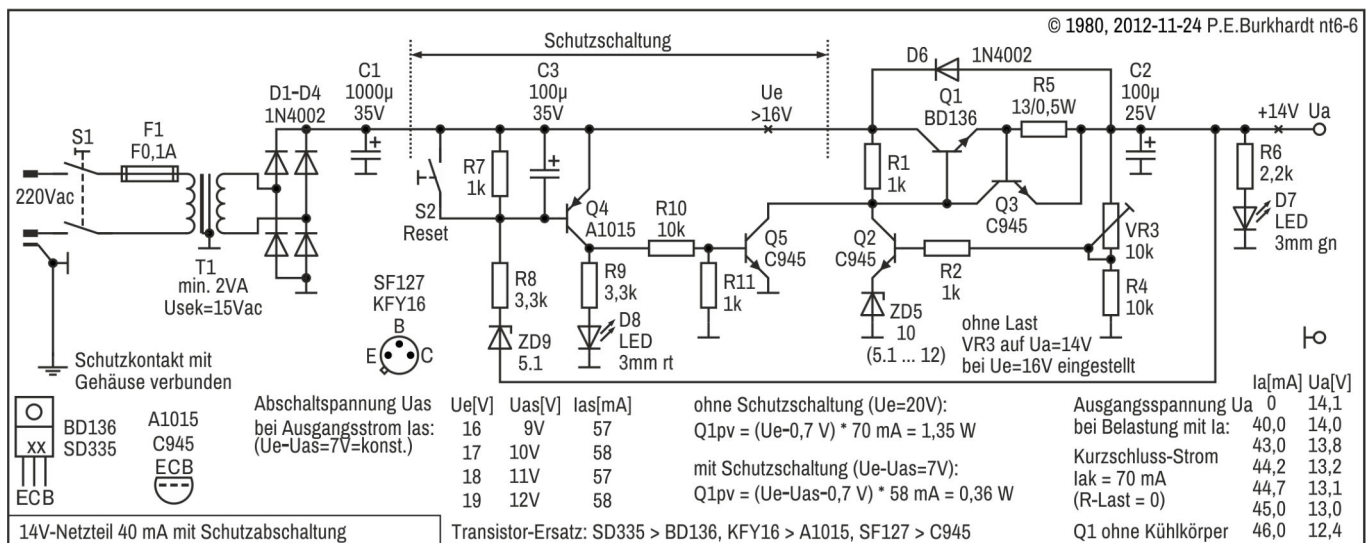 © 1980, 2012-11-24 P.E.Burkhardt nt6-6
Schutzschaltung
S1
F1
F0,1A
220Vac
T1
min. 2VA
Usek=15Vac
D1-D4
1N4002
C1
1000µ
35V
+
S2
Reset
R7
1k
C3
100µ
35V
+
Q4
A1015
R8
3,3k
ZD9
5.1
R9
3,3k
D8
LED
3mm rt
R10
10k
R11
1k
Q5
C945
Ue
>16V
D6
1N4002
Q1
BD136
R5
13/0,5W
R1
1k
Q3
C945
Q2
C945
R2
1k
ZD5
10
(5.1 ... 12)
C2
100µ
25V
+
VR3
10k
R4
10k
+14V
Ua
R6
2,2k
D7
LED
3mm gn
ohne Last
VR3 auf Ua=14V
bei Ue=16V eingestellt
SF127
KFY16
B
E
C
Schutzkontakt mit
Gehäuse verbunden
xx
BD136
SD335
ECB
A1015
C945
ECB
Abschaltspannung Uas
bei Ausgangsstrom Ias:
(Ue-Uas=7V=konst.)
Ue[V] Uas[V] Ias[mA]
16 9V 57
17 10V 58
18 11V 57
19 12V 58
ohne Schutzschaltung (Ue=20V):
Q1pv = (Ue-0,7 V) * 70 mA = 1,35 W
mit Schutzschaltung (Ue-Uas=7V):
Q1pv = (Ue-Uas-0,7 V) * 58 mA = 0,36 W
Ausgangsspannung Ua
bei Belastung mit Ia:
Kurzschluss-Strom
Iak = 70 mA
(R-Last = 0)
Q1 ohne Kühlkörper
Ia[mA] Ua[V]
0 14,1
40,0 14,0
43,0 13,8
44,2 13,2
44,7 13,1
45,0 13,0
46,0 12,4
14V-Netzteil 40 mA mit Schutzabschaltung
Transistor-Ersatz: SD335 > BD136, KFY16 > A1015, SF127 > C945